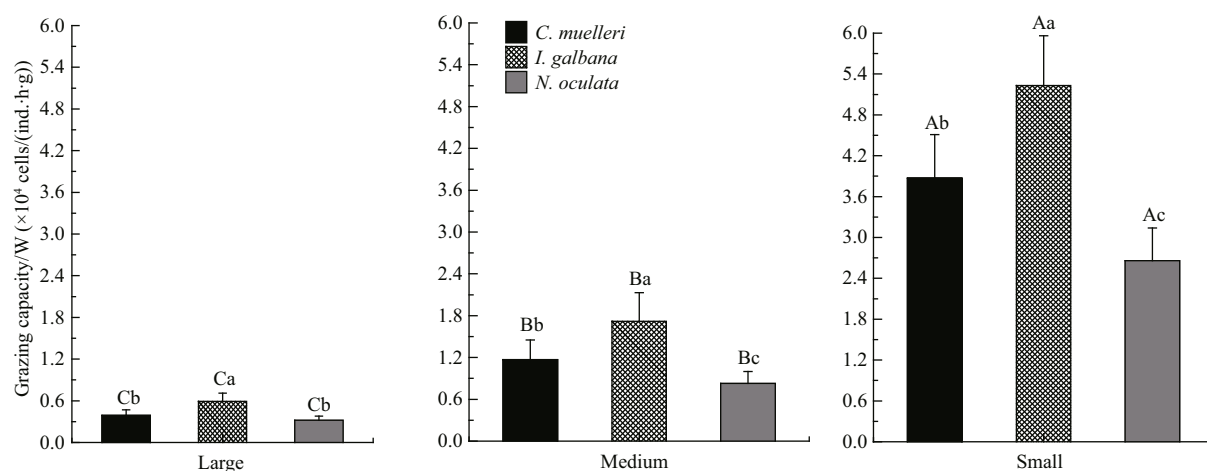 Grazing capacity/W (×10⁴ cells/(ind.·h·g))
6.0
5.4
4.8
4.2
3.6
3.0
2.4
1.8
1.2
0.6
0.0
Cb
Ca
Cb
Large
6.0
5.4
4.8
4.2
3.6
3.0
2.4
1.8
1.2
0.6
0.0
C. muelleri
I. galbana
N. oculata
Bb
Ba
Bc
Medium
6.0
5.4
4.8
4.2
3.6
3.0
2.4
1.8
1.2
0.6
0.0
Ab
Aa
Ac
Small